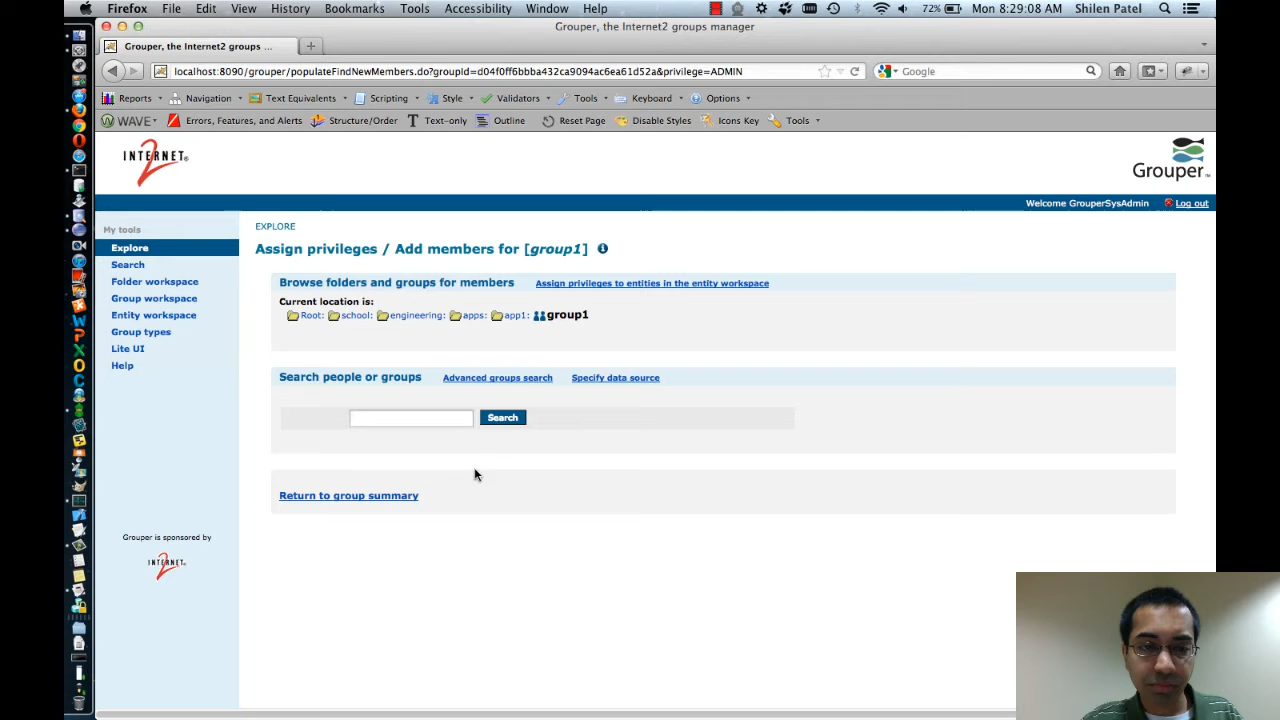 Firefox File Edit View History Bookmarks Tools Accessibility Window Help 72% Mon 8:29:08 AM Shilen Patel
Grouper, the Internet2 groups manager
Grouper, the Internet2 groups manager ...
localhost:8090/grouper/populateFindNewMembers.do?groupId=d04f0ff6bbba432ca9094ac6ea61d52a&privilege=ADMIN Google
Reports Navigation Text Equivalents Scripting Style Validators Tools Keyboard Options
WAVE Errors, Features, and Alerts Structure/Order Text-only Outline Reset Page Disable Styles Icons Key Tools
INTERNET 2 Grouper
Welcome GrouperSysAdmin Log out
My tools
Explore
Search
Folder workspace
Group workspace
Entity workspace
Group types
Lite UI
Help
Grouper is sponsored by
INTERNET 2
EXPLORE
Assign privileges / Add members for [group1]
Browse folders and groups for members Assign privileges to entities in the entity workspace
Current location is:
Root: school: engineering: apps: app1: group1
Search people or groups Advanced groups search Specify data source
Search
Return to group summary